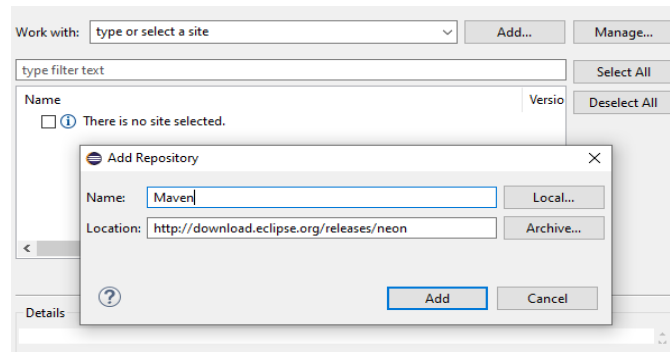 Work with: type or select a site Add... Manage...
type filter text Select All
Name Versio Deselect All
There is no site selected.
Add Repository
Name: Maven Local...
Location: http://download.eclipse.org/releases/neon Archive...
Add Cancel
Details